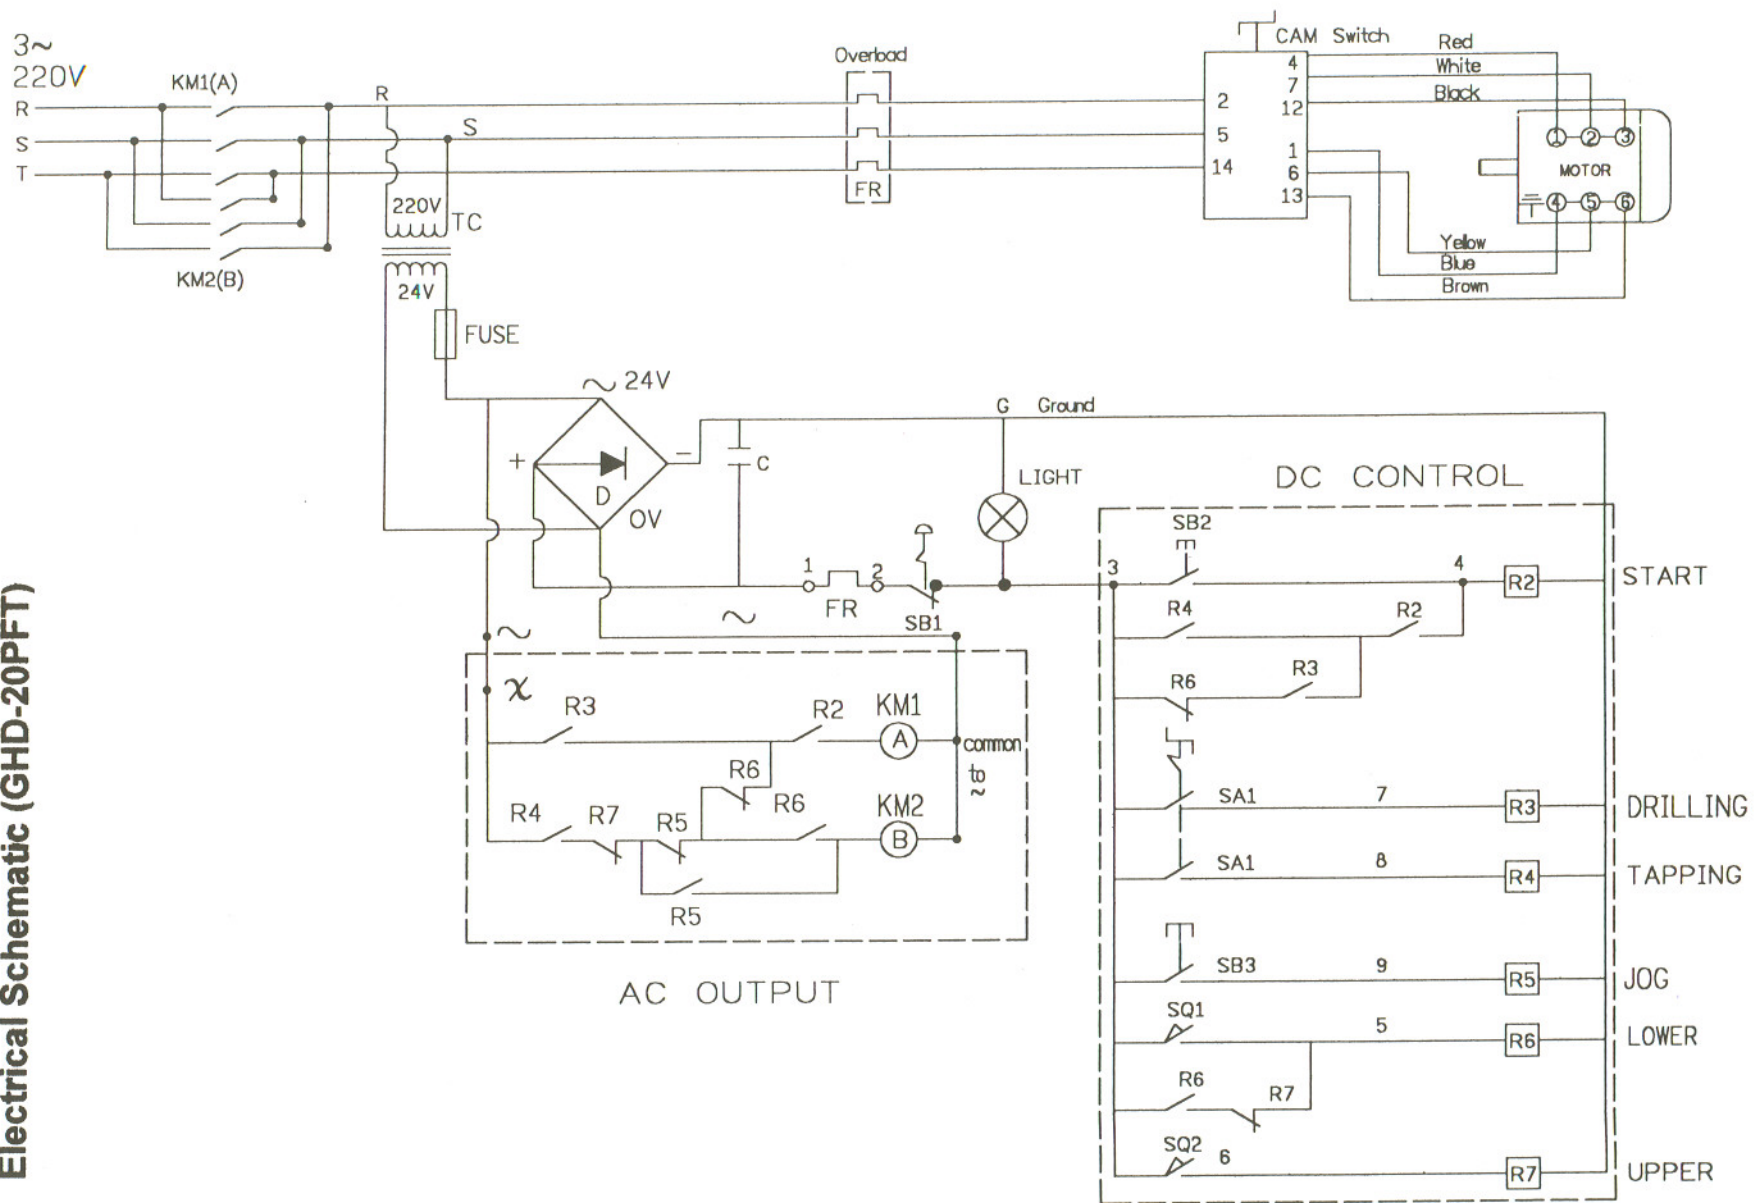 3~
220V
KM1(A)
R
S
T
KM2(B)
R
S
220V
TC
24V
FUSE
Overload
FR
CAM Switch
2
5
14
4
7
12
1
6
13
Red
White
Black
1 2 3
MOTOR
4 5 6
Yellow
Blue
Brown
~ 24V
+
-
D
0V
C
G Ground
LIGHT
1
2
FR
SB1
~
~
x
R3
R2
KM1
A
common
to
~
R6
R6
R4
R7
R5
KM2
B
R5
AC OUTPUT
DC CONTROL
SB2
3
4
R2
START
R4
R2
R6
R3
SA1
7
R3
DRILLING
SA1
8
R4
TAPPING
SB3
9
R5
JOG
SQ1
5
R6
LOWER
R6
R7
SQ2
6
R7
UPPER
Electrical Schematic (GHD-20PFT)